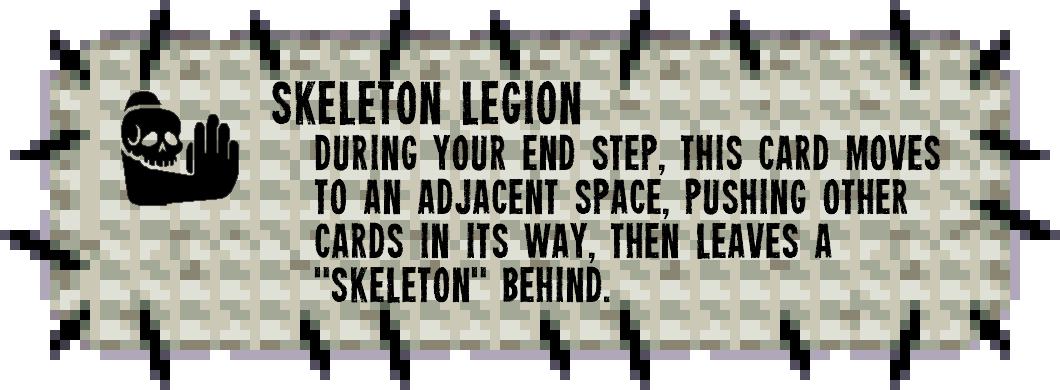 SKELETON LEGION
DURING YOUR END STEP, THIS CARD MOVES
TO AN ADJACENT SPACE, PUSHING OTHER
CARDS IN ITS WAY, THEN LEAVES A
"SKELETON" BEHIND.